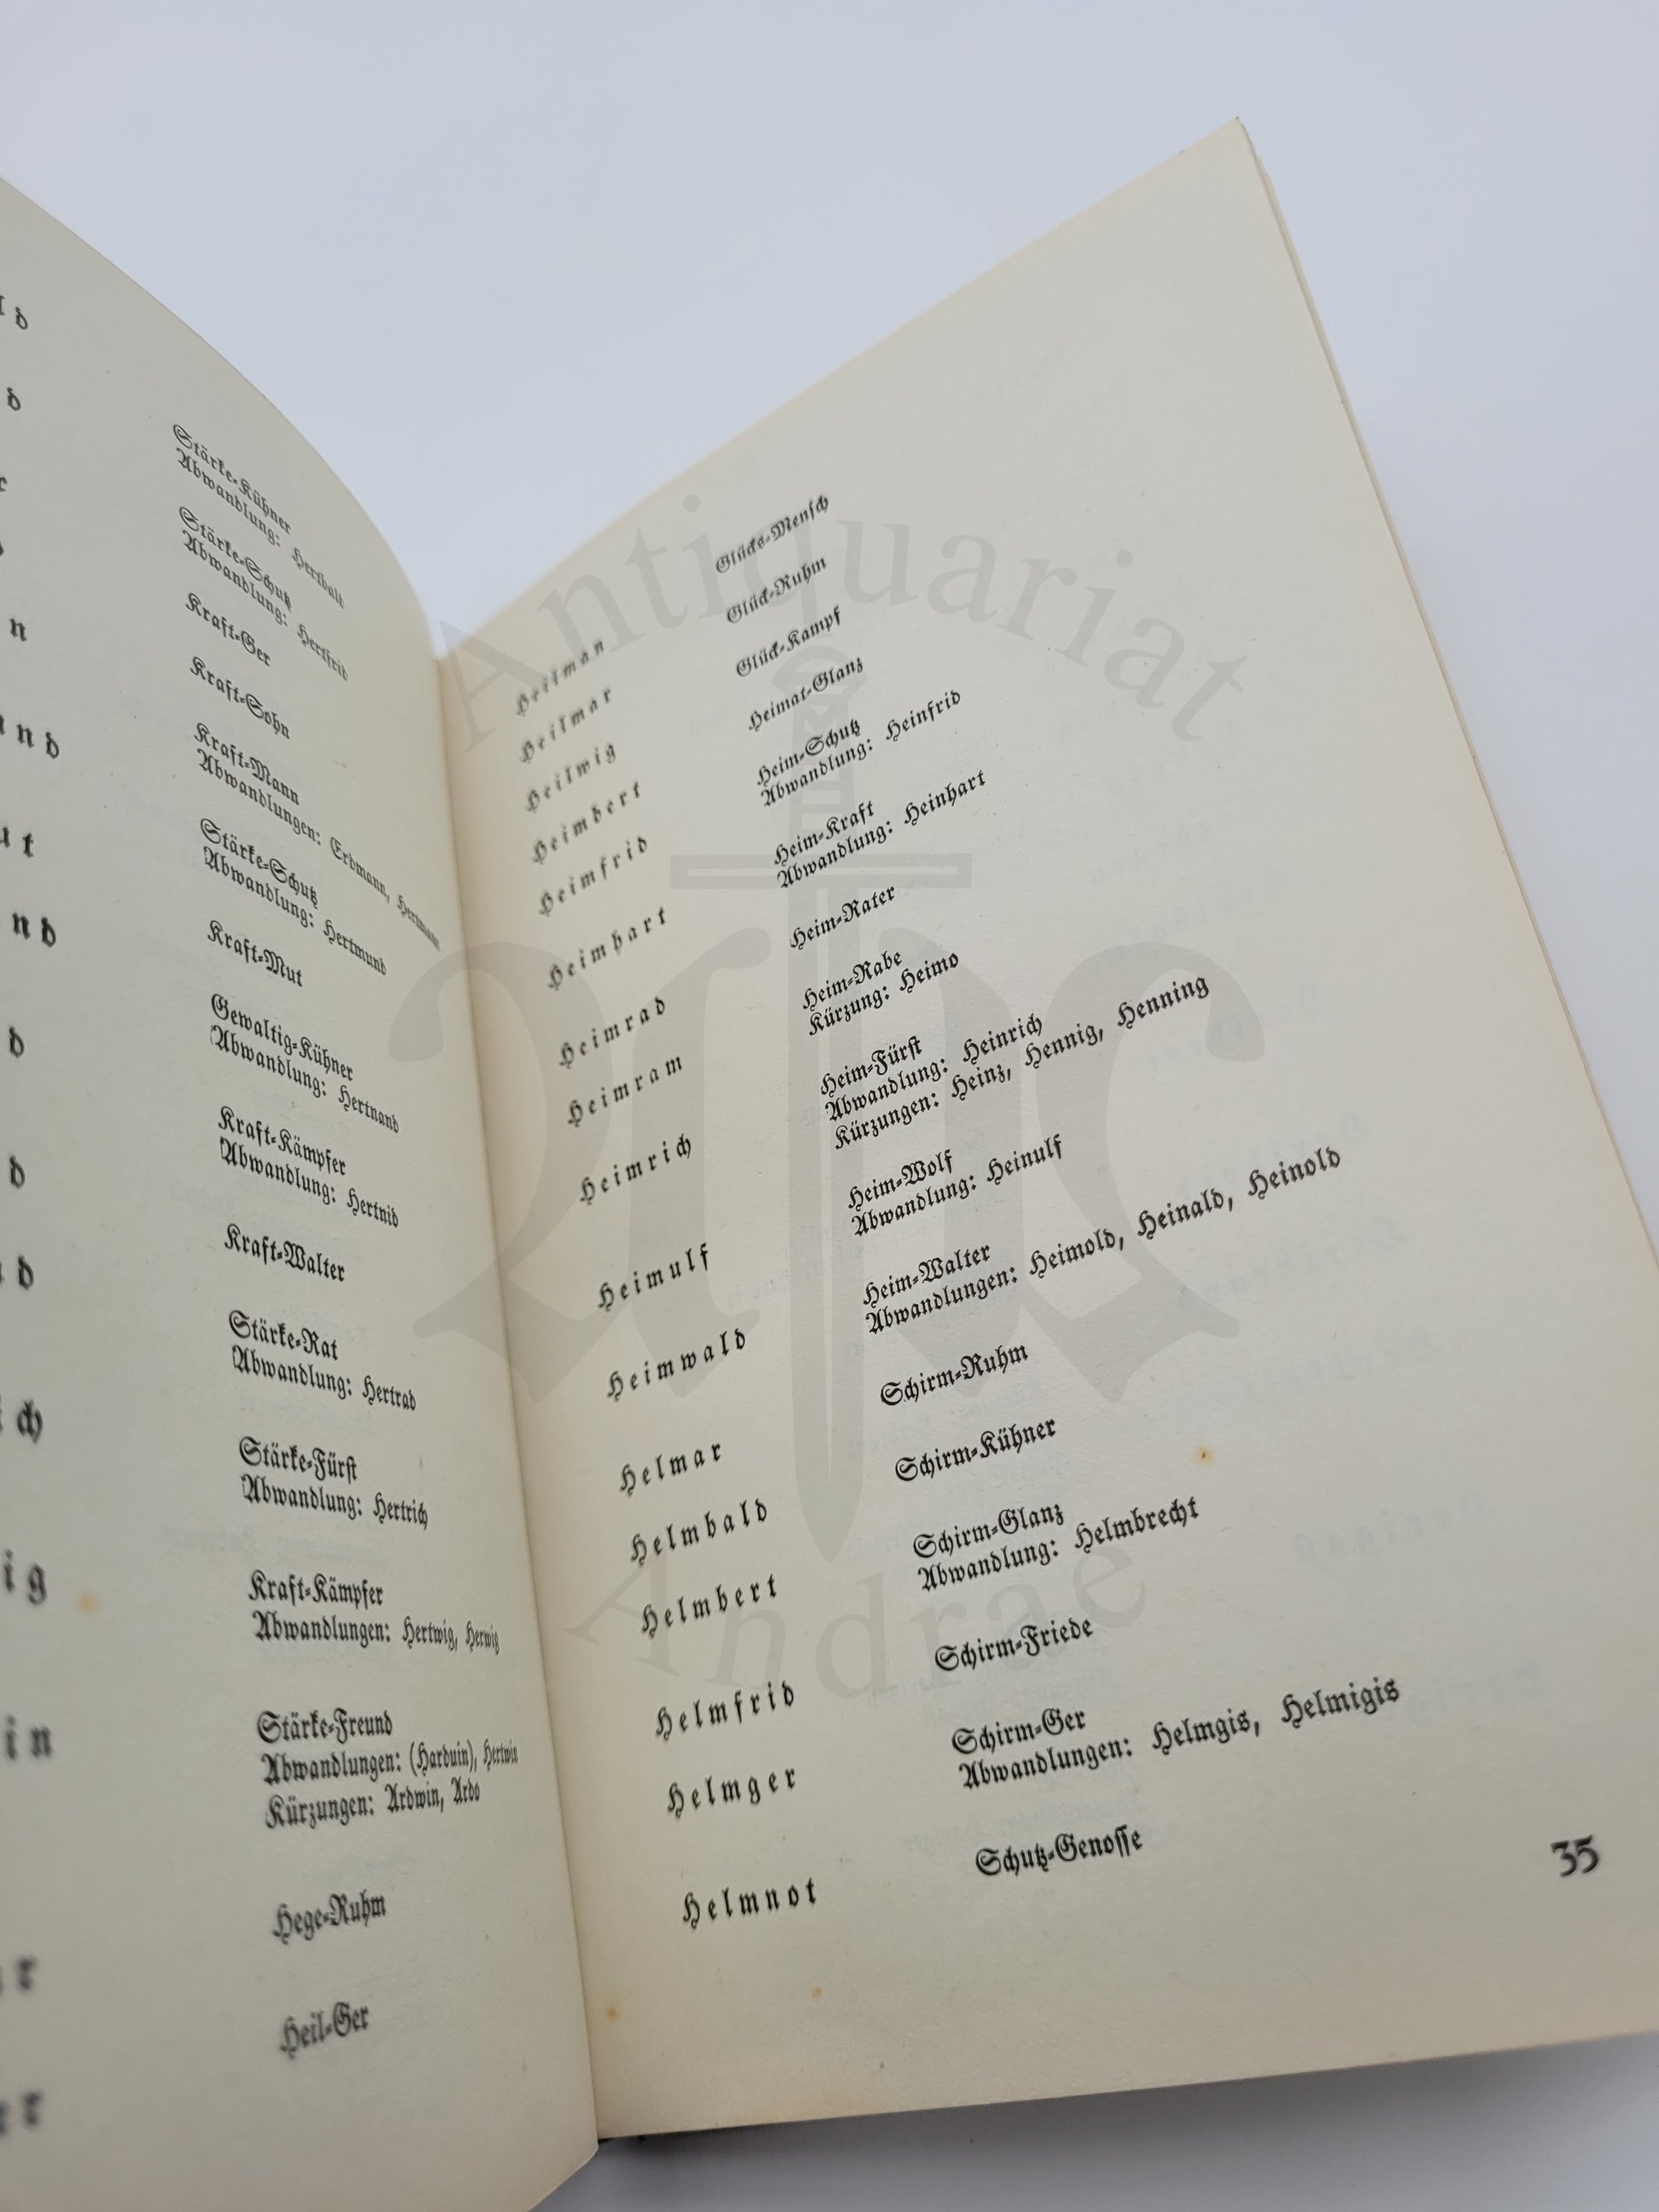 Stärke-Kühner
Abwandlung: Hertbald
Stärke-Schutz
Abwandlung: Hertfrid
Kraft-Ger
Kraft-Sohn
Kraft-Mann
Abwandlungen: Erdmann, Hertmann
Stärke-Schutz
Abwandlung: Hertmund
Kraft-Mut
Gewaltig-Kühner
Abwandlung: Hertnand
Kraft-Kämpfer
Abwandlung: Hertnid
Kraft-Walter
Stärke-Rat
Abwandlung: Hertrad
Stärke-Fürst
Abwandlung: Hertrich
Kraft-Kämpfer
Abwandlungen: Hertwig, Herwig
Stärke-Freund
Abwandlungen: (Harduin), Hertwin
Kürzungen: Ardwin, Ardo
Hege-Ruhm
Heil-Ger
Heilman Glücks-Mensch
Heilmar Glück-Ruhm
Heilwig Glück-Kampf
Heimbert Heimat-Glanz
Heimfrid Heim-Schutz
Abwandlung: Heinfrid
Heimhart Heim-Kraft
Abwandlung: Heinhart
Heimrad Heim-Rater
Heimram Heim-Rabe
Kürzung: Heimo
Heimrich Heim-Fürst
Abwandlung: Heinrich
Kürzungen: Heinz, Hennig, Henning
Heimulf Heim-Wolf
Abwandlung: Heinulf
Heimwald Heim-Walter
Abwandlungen: Heimold, Heinald, Heinold
Helmar Schirm-Ruhm
Helmbald Schirm-Kühner
Helmbert Schirm-Glanz
Abwandlung: Helmbrecht
Helmfrid Schirm-Friede
Helmger Schirm-Ger
Abwandlungen: Helmgis, Helmigis
Helmnot Schutz-Genosse
35
Antiquariat
Andrae